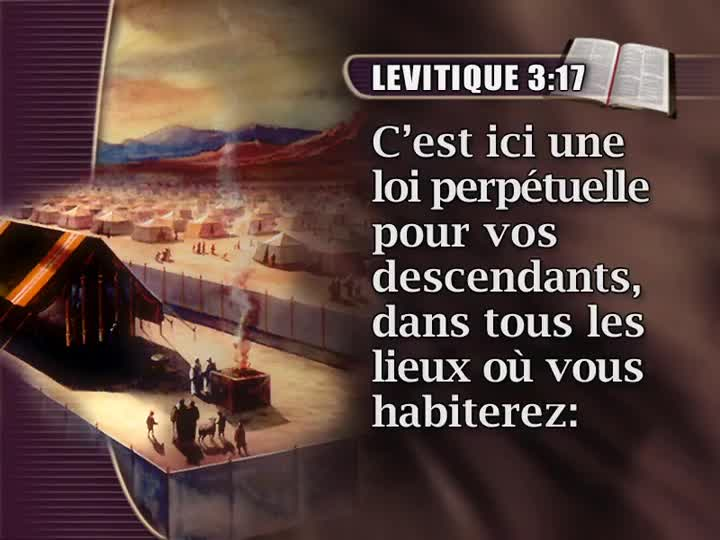 LEVITIQUE 3:17
C’est ici une
loi perpétuelle
pour vos
descendants,
dans tous les
lieux où vous
habiterez: